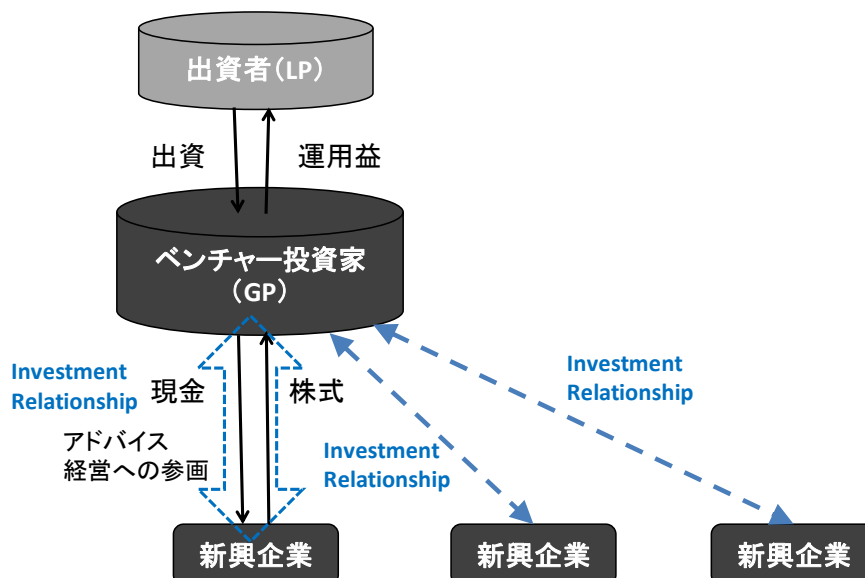 出資者（LP）
出資
運用益
ベンチャー投資家
（GP）
Investment
Relationship
現金
株式
アドバイス
経営への参画
Investment
Relationship
Investment
Relationship
新興企業
新興企業
新興企業